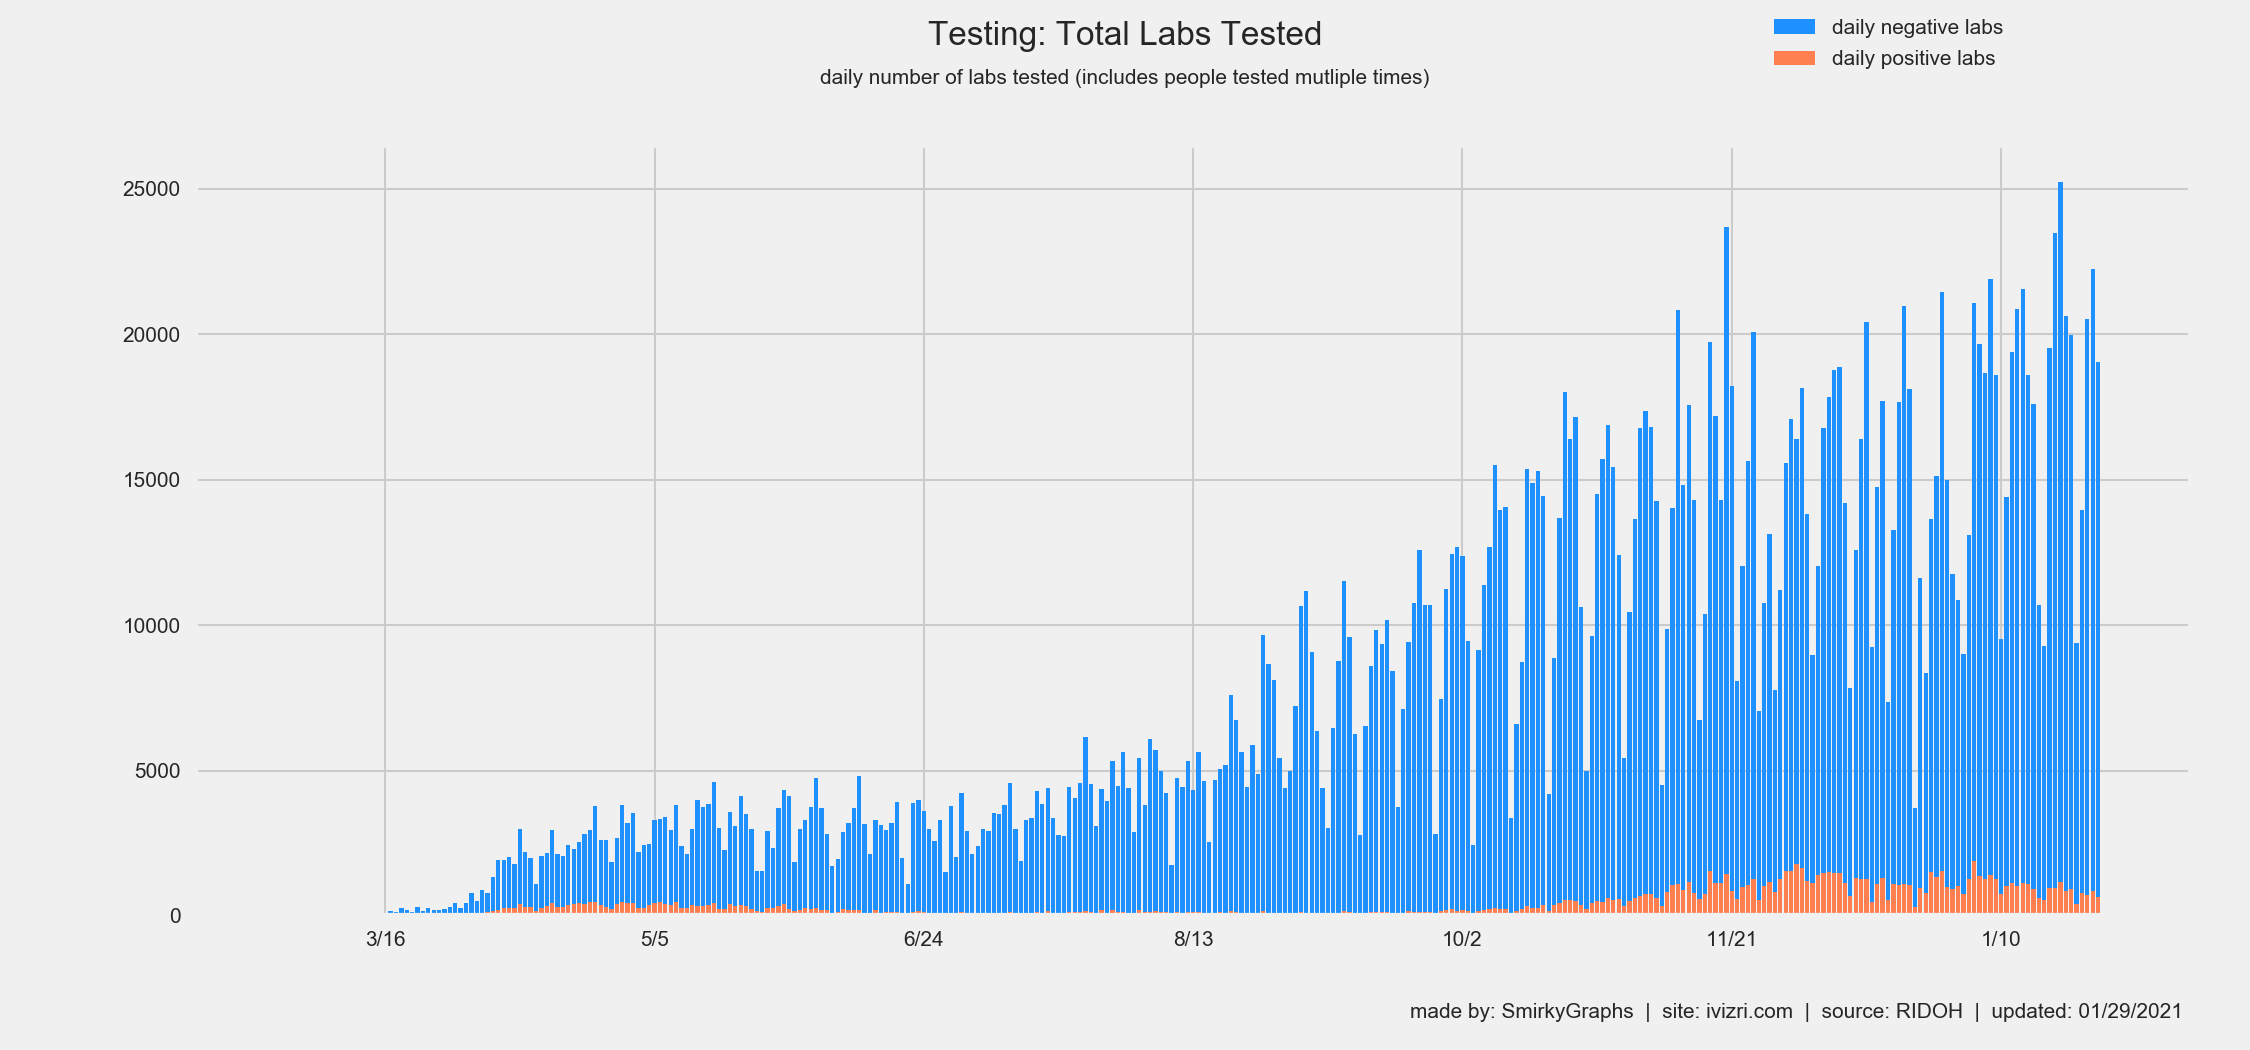 Testing: Total Labs Tested
daily number of labs tested (includes people tested mutliple times)
daily negative labs
daily positive labs
25000
20000
15000
10000
5000
0
3/16 5/5 6/24 8/13 10/2 11/21 1/10
made by: SmirkyGraphs | site: ivizri.com | source: RIDOH | updated: 01/29/2021